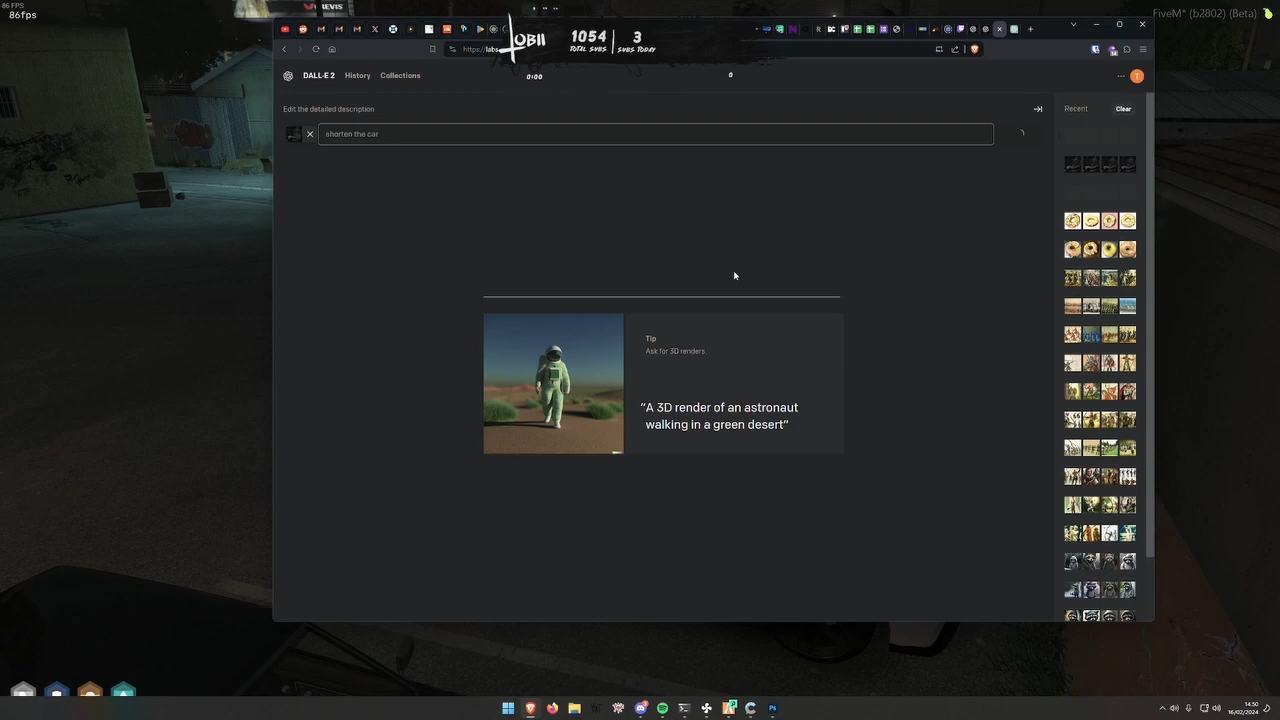 86 FPS
86fps
FiveM* (b2802) (Beta)
LOBII
1054
TOTAL SUBS
3
SUBS TODAY
https://labs
DALL·E 2
History
Collections
0:00
0
T
Edit the detailed description
Recent
Clear
shorten the car
Tip
Ask for 3D renders.
“A 3D render of an astronaut
walking in a green desert”
14.50
16/02/2024